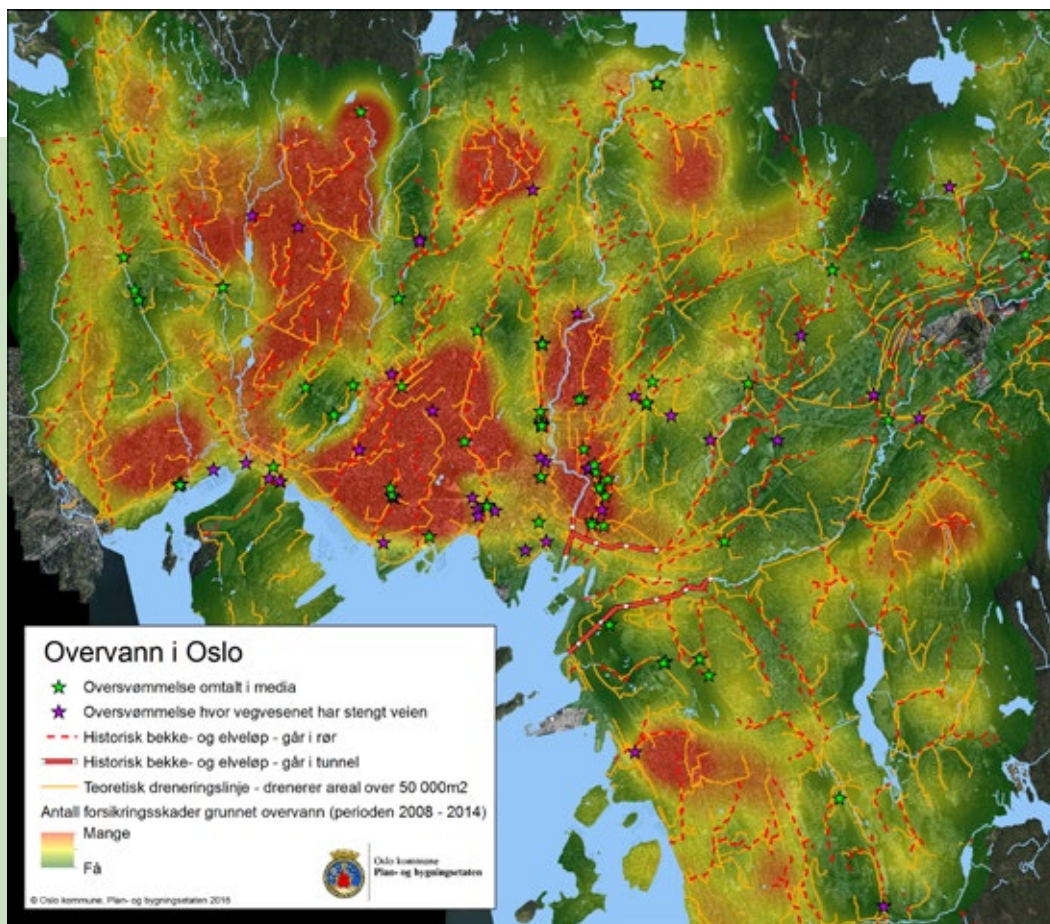 Overvann i Oslo
Oversvømmelse omtalt i media
Oversvømmelse hvor vegvesenet har stengt veien
Historisk bekke- og elveløp - går i rør
Historisk bekke- og elveløp - går i tunnel
Teoretisk dreneringslinje - drenerer areal over 50 000m2
Antall forsikringsskader grunnet overvann (perioden 2008 - 2014)
Mange
Få
Oslo kommune
Plan- og bygningsetaten
© Oslo kommune, Plan- og bygningsetaten 2016